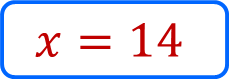 x = 14